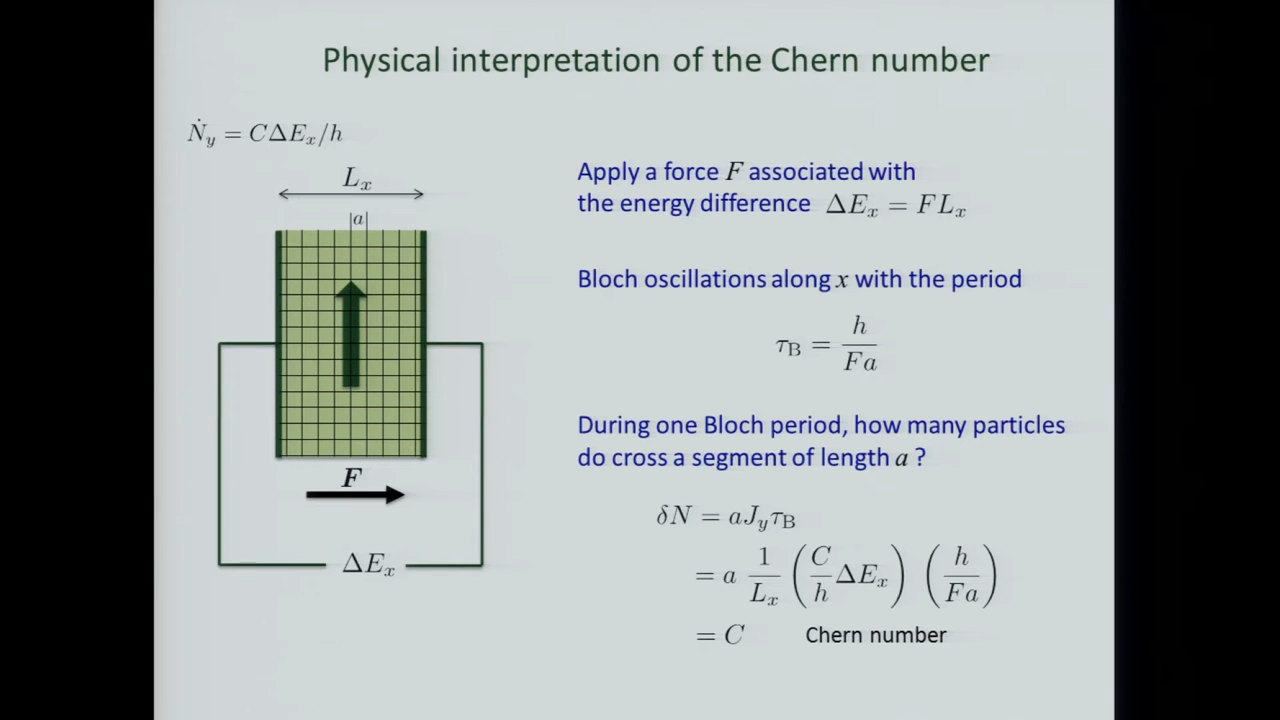 Physical interpretation of the Chern number
Ṅ_y = CΔE_x/h
L_x
|a|
F
ΔE_x
Apply a force F associated with
the energy difference ΔE_x = FL_x
Bloch oscillations along x with the period
τ_B = h/(Fa)
During one Bloch period, how many particles
do cross a segment of length a ?
δN = aJ_yτ_B
= a 1/L_x (C/h ΔE_x) (h/(Fa))
= C Chern number